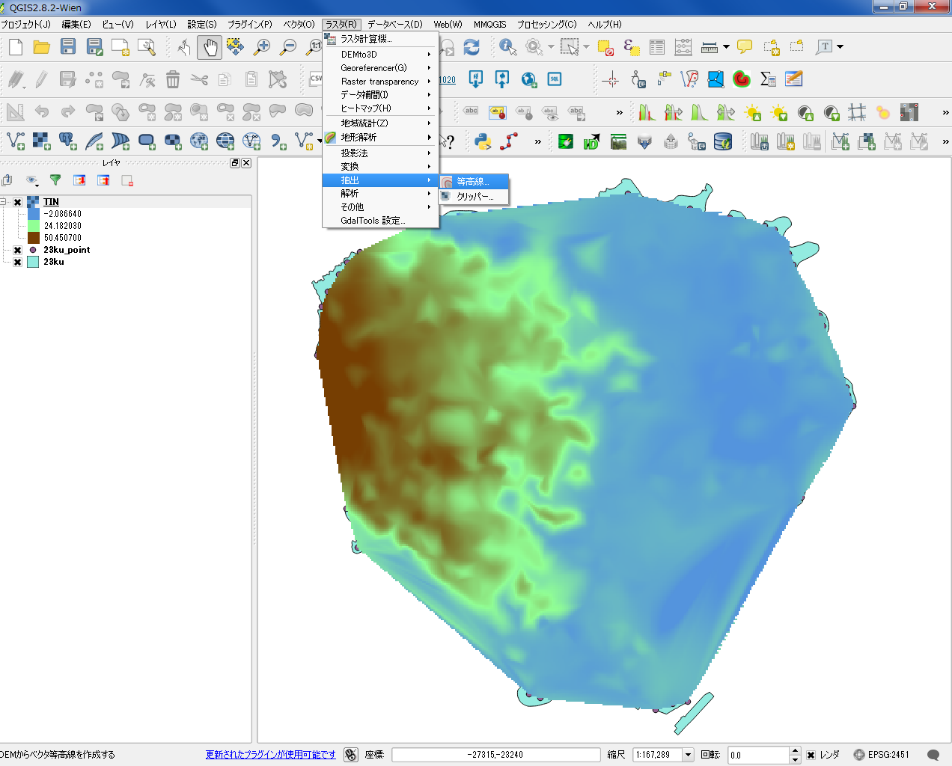 QGIS2.8.2-Wien
プロジェクト(J) 編集(E) ビュー(V) レイヤ(L) 設定(S) プラグイン(P) ベクタ(O) ラスタ(R) データベース(D) Web(W) MMQGIS プロセッシング(C) ヘルプ(H)
ラスタ計算機...
DEMto3D
Georeferencer(G)
Raster transparency
データ補間(I)
ヒートマップ(H)
地域統計(Z)
地形解析
投影法
変換
抽出
解析
その他
GdalTools 設定...
等高線...
クリッパー...
レイヤ
TIN
-2.086640
24.182030
50.450700
23ku_point
23ku
DEMからベクタ等高線を作成する
更新されたプラグインが使用可能です
座標:
-27315,-23240
縮尺
1:167,289
回転:
0.0
レンダ
EPSG:2451